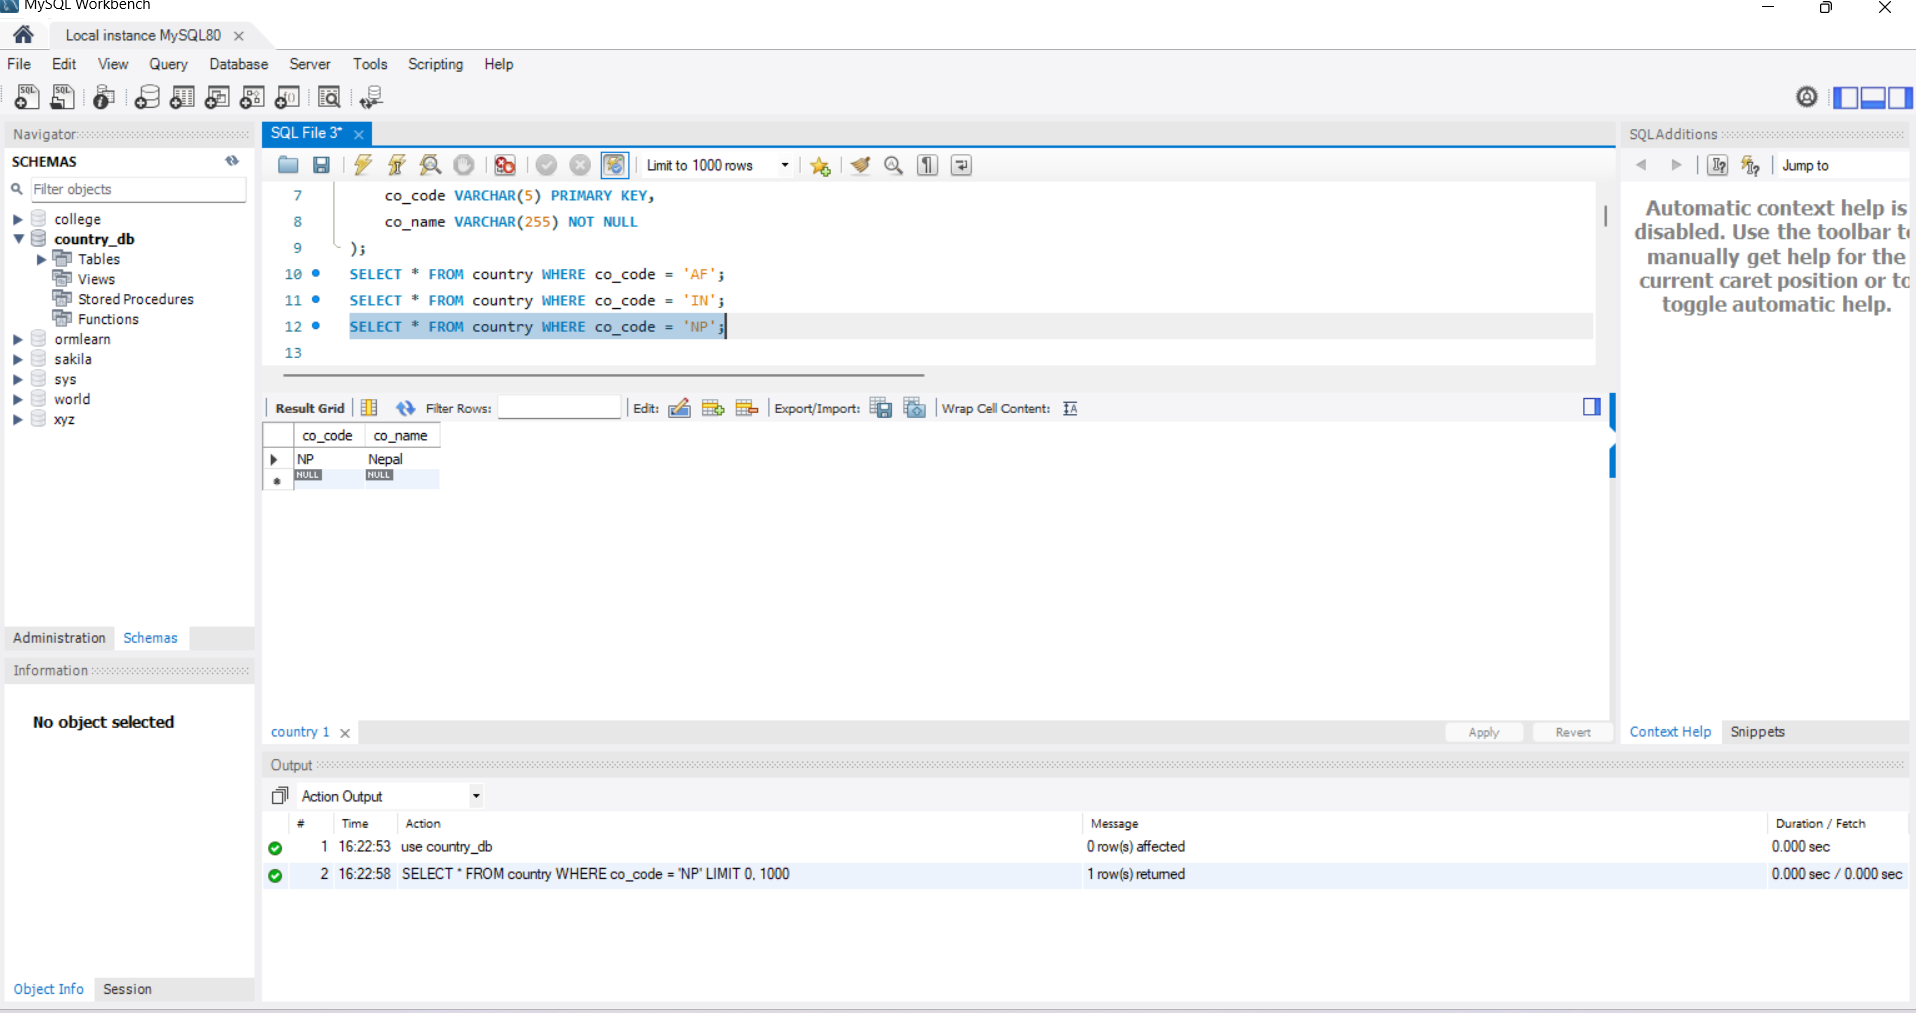 MySQL Workbench
Local instance MySQL80
File Edit View Query Database Server Tools Scripting Help
Navigator
SCHEMAS
Filter objects
college
country_db
Tables
Views
Stored Procedures
Functions
ormlearn
sakila
sys
world
xyz
Administration Schemas
Information
No object selected
Object Info Session
SQL File 3*
Limit to 1000 rows
7 co_code VARCHAR(5) PRIMARY KEY,
8 co_name VARCHAR(255) NOT NULL
9 );
10 SELECT * FROM country WHERE co_code = 'AF';
11 SELECT * FROM country WHERE co_code = 'IN';
12 SELECT * FROM country WHERE co_code = 'NP';
13
Result Grid Filter Rows: Edit: Export/Import: Wrap Cell Content:
co_code co_name
NP Nepal
NULL NULL
country 1 Apply Revert
SQLAdditions
Jump to
Automatic context help is
disabled. Use the toolbar to
manually get help for the
current caret position or to
toggle automatic help.
Context Help Snippets
Output
Action Output
# Time Action Message Duration / Fetch
1 16:22:53 use country_db 0 row(s) affected 0.000 sec
2 16:22:58 SELECT * FROM country WHERE co_code = 'NP' LIMIT 0, 1000 1 row(s) returned 0.000 sec / 0.000 sec